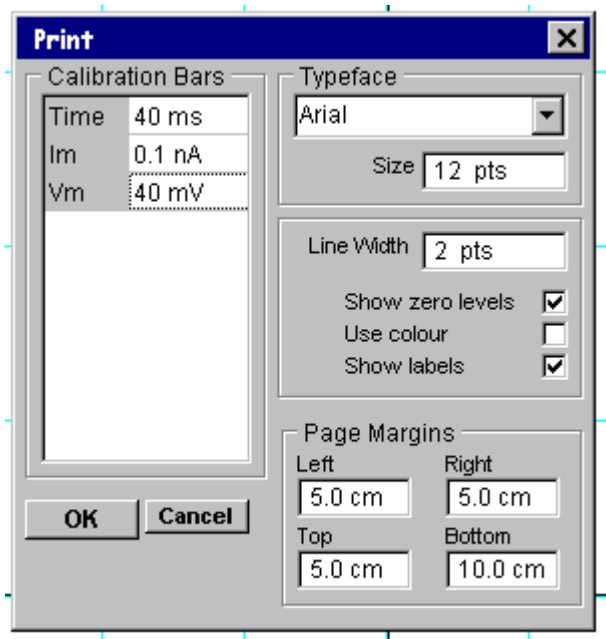 Print
Calibration Bars
Time 40 ms
Im 0.1 nA
Vm 40 mV
OK Cancel
Typeface
Arial
Size 12 pts
Line Width 2 pts
Show zero levels
Use colour
Show labels
Page Margins
Left Right
5.0 cm 5.0 cm
Top Bottom
5.0 cm 10.0 cm